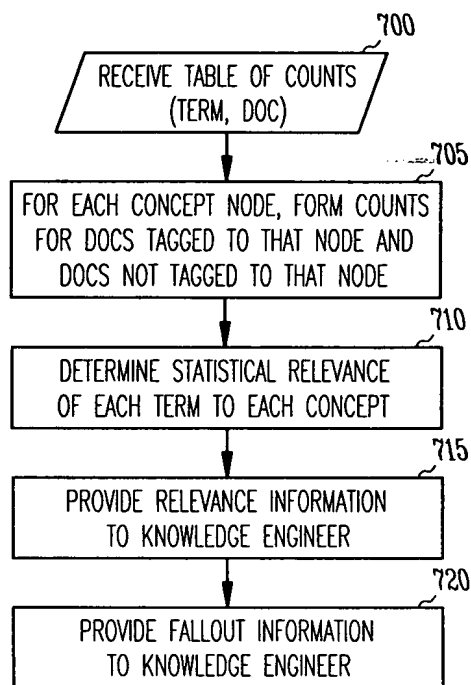 700
RECEIVE TABLE OF COUNTS
(TERM, DOC)
705
FOR EACH CONCEPT NODE, FORM COUNTS
FOR DOCS TAGGED TO THAT NODE AND
DOCS NOT TAGGED TO THAT NODE
710
DETERMINE STATISTICAL RELEVANCE
OF EACH TERM TO EACH CONCEPT
715
PROVIDE RELEVANCE INFORMATION
TO KNOWLEDGE ENGINEER
720
PROVIDE FALLOUT INFORMATION
TO KNOWLEDGE ENGINEER